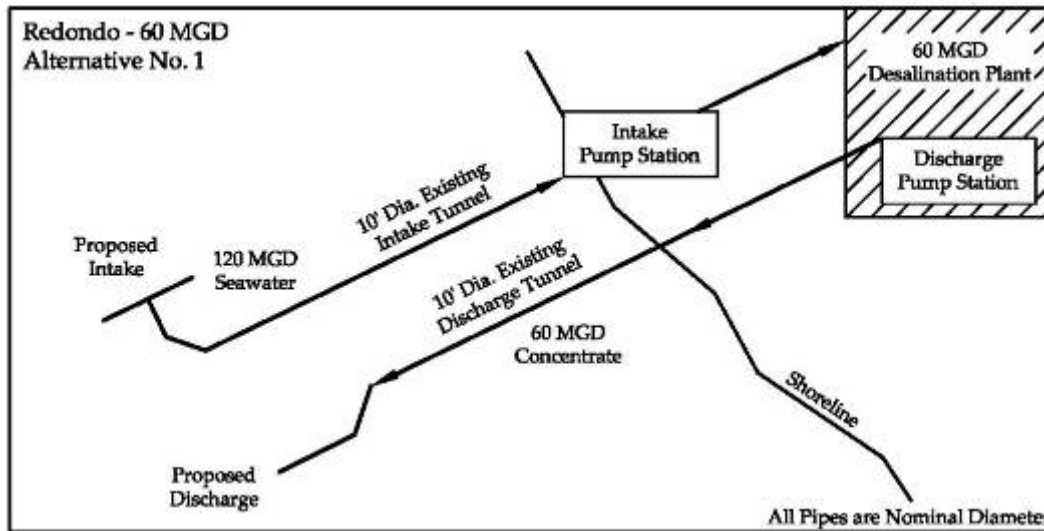 Redondo - 60 MGD
Alternative No. 1
60 MGD
Desalination Plant
Intake
Pump Station
Discharge
Pump Station
10' Dia. Existing
Intake Tunnel
Proposed
Intake
120 MGD
Seawater
10' Dia. Existing
Discharge Tunnel
60 MGD
Concentrate
Shoreline
Proposed
Discharge
All Pipes are Nominal Diamete